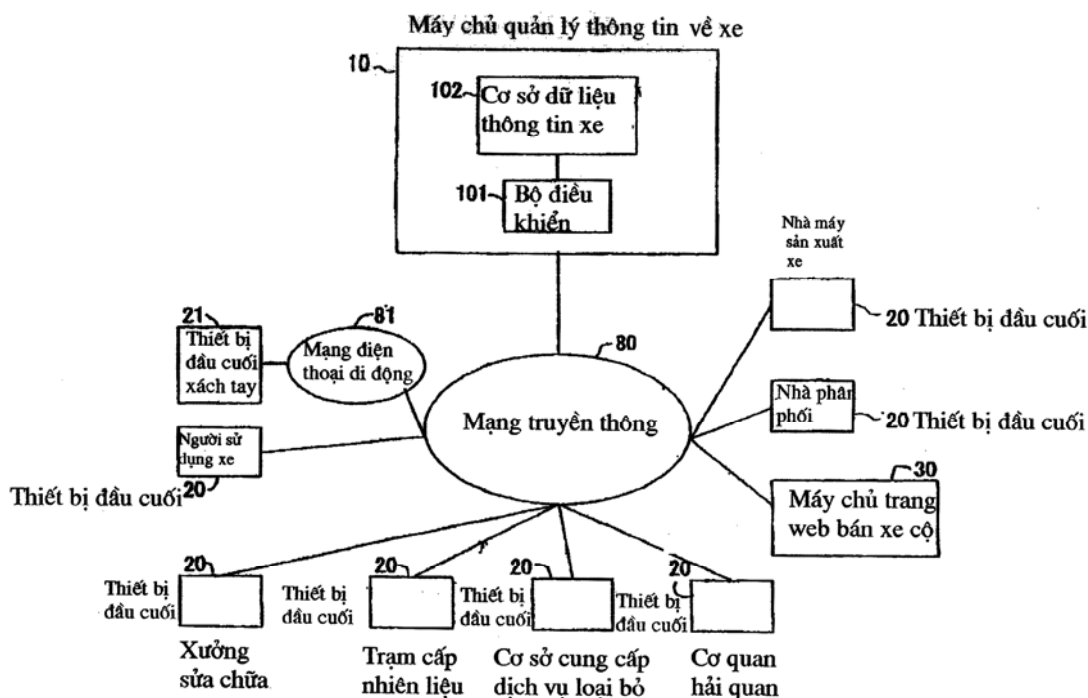 Máy chủ quản lý thông tin về xe
10
102
Cơ sở dữ liệu
thông tin xe
101
Bộ điều
khiển
Nhà máy
sản xuất
xe
20 Thiết bị đầu cuối
21
Thiết bị
đầu cuối
xách tay
81
Mạng điện
thoại di động
80
Mạng truyền thông
Nhà phân
phối
20 Thiết bị đầu cuối
Người sử
dụng xe
20
Thiết bị đầu cuối
30
Máy chủ trang
web bán xe cộ
20
Thiết bị
đầu cuối
Xưởng
sửa chữa
20
Thiết bị
đầu cuối
Trạm cấp
nhiên liệu
20
Thiết bị
đầu cuối
Cơ sở cung cấp
dịch vụ loại bỏ
20
Thiết bị
đầu cuối
Cơ quan
hải quan